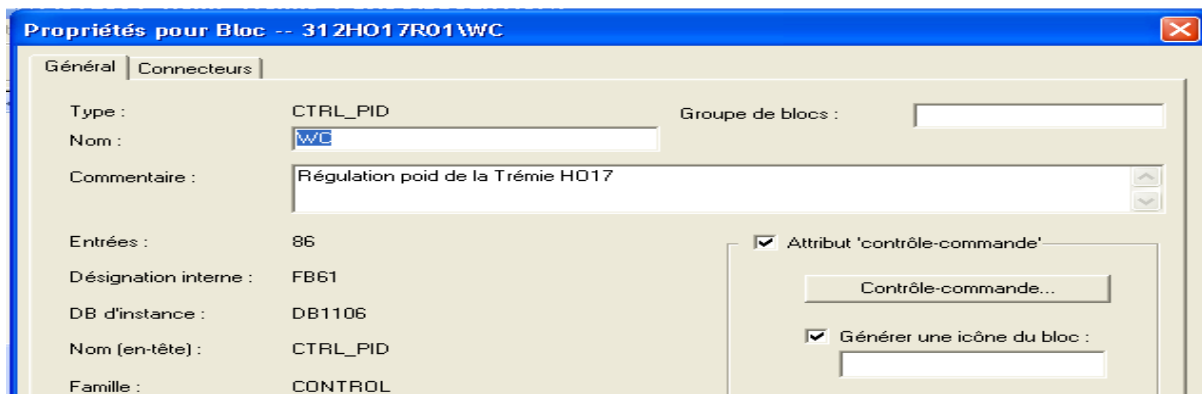 Propriétés pour Bloc -- 312HO17R01\WC
Général Connecteurs
Type : CTRL_PID Groupe de blocs :
Nom : WC
Commentaire : Régulation poid de la Trémie HO17
Entrées : 86 Attribut 'contrôle-commande'
Désignation interne : FB61 Contrôle-commande...
DB d'instance : DB1106
Nom (en-tête) : CTRL_PID Générer une icône du bloc :
Famille : CONTROL